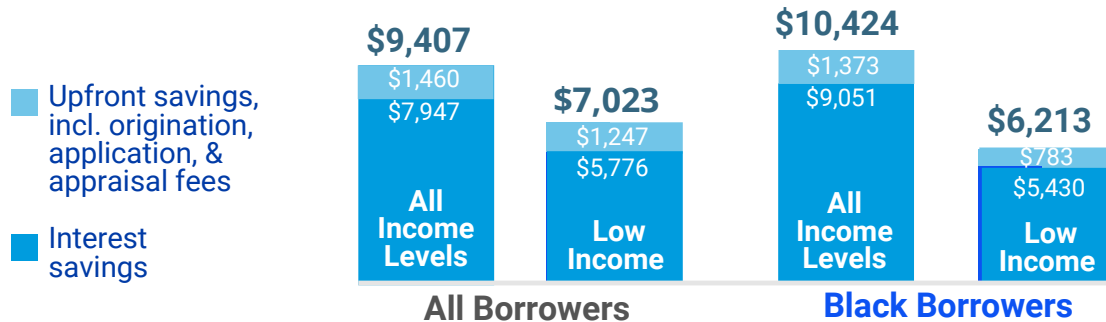 Upfront savings,
incl. origination,
application, &
appraisal fees
Interest
savings
$9,407
$1,460
$7,947
All
Income
Levels
$7,023
$1,247
$5,776
Low
Income
All Borrowers
$10,424
$1,373
$9,051
All
Income
Levels
$6,213
$783
$5,430
Low
Income
Black Borrowers